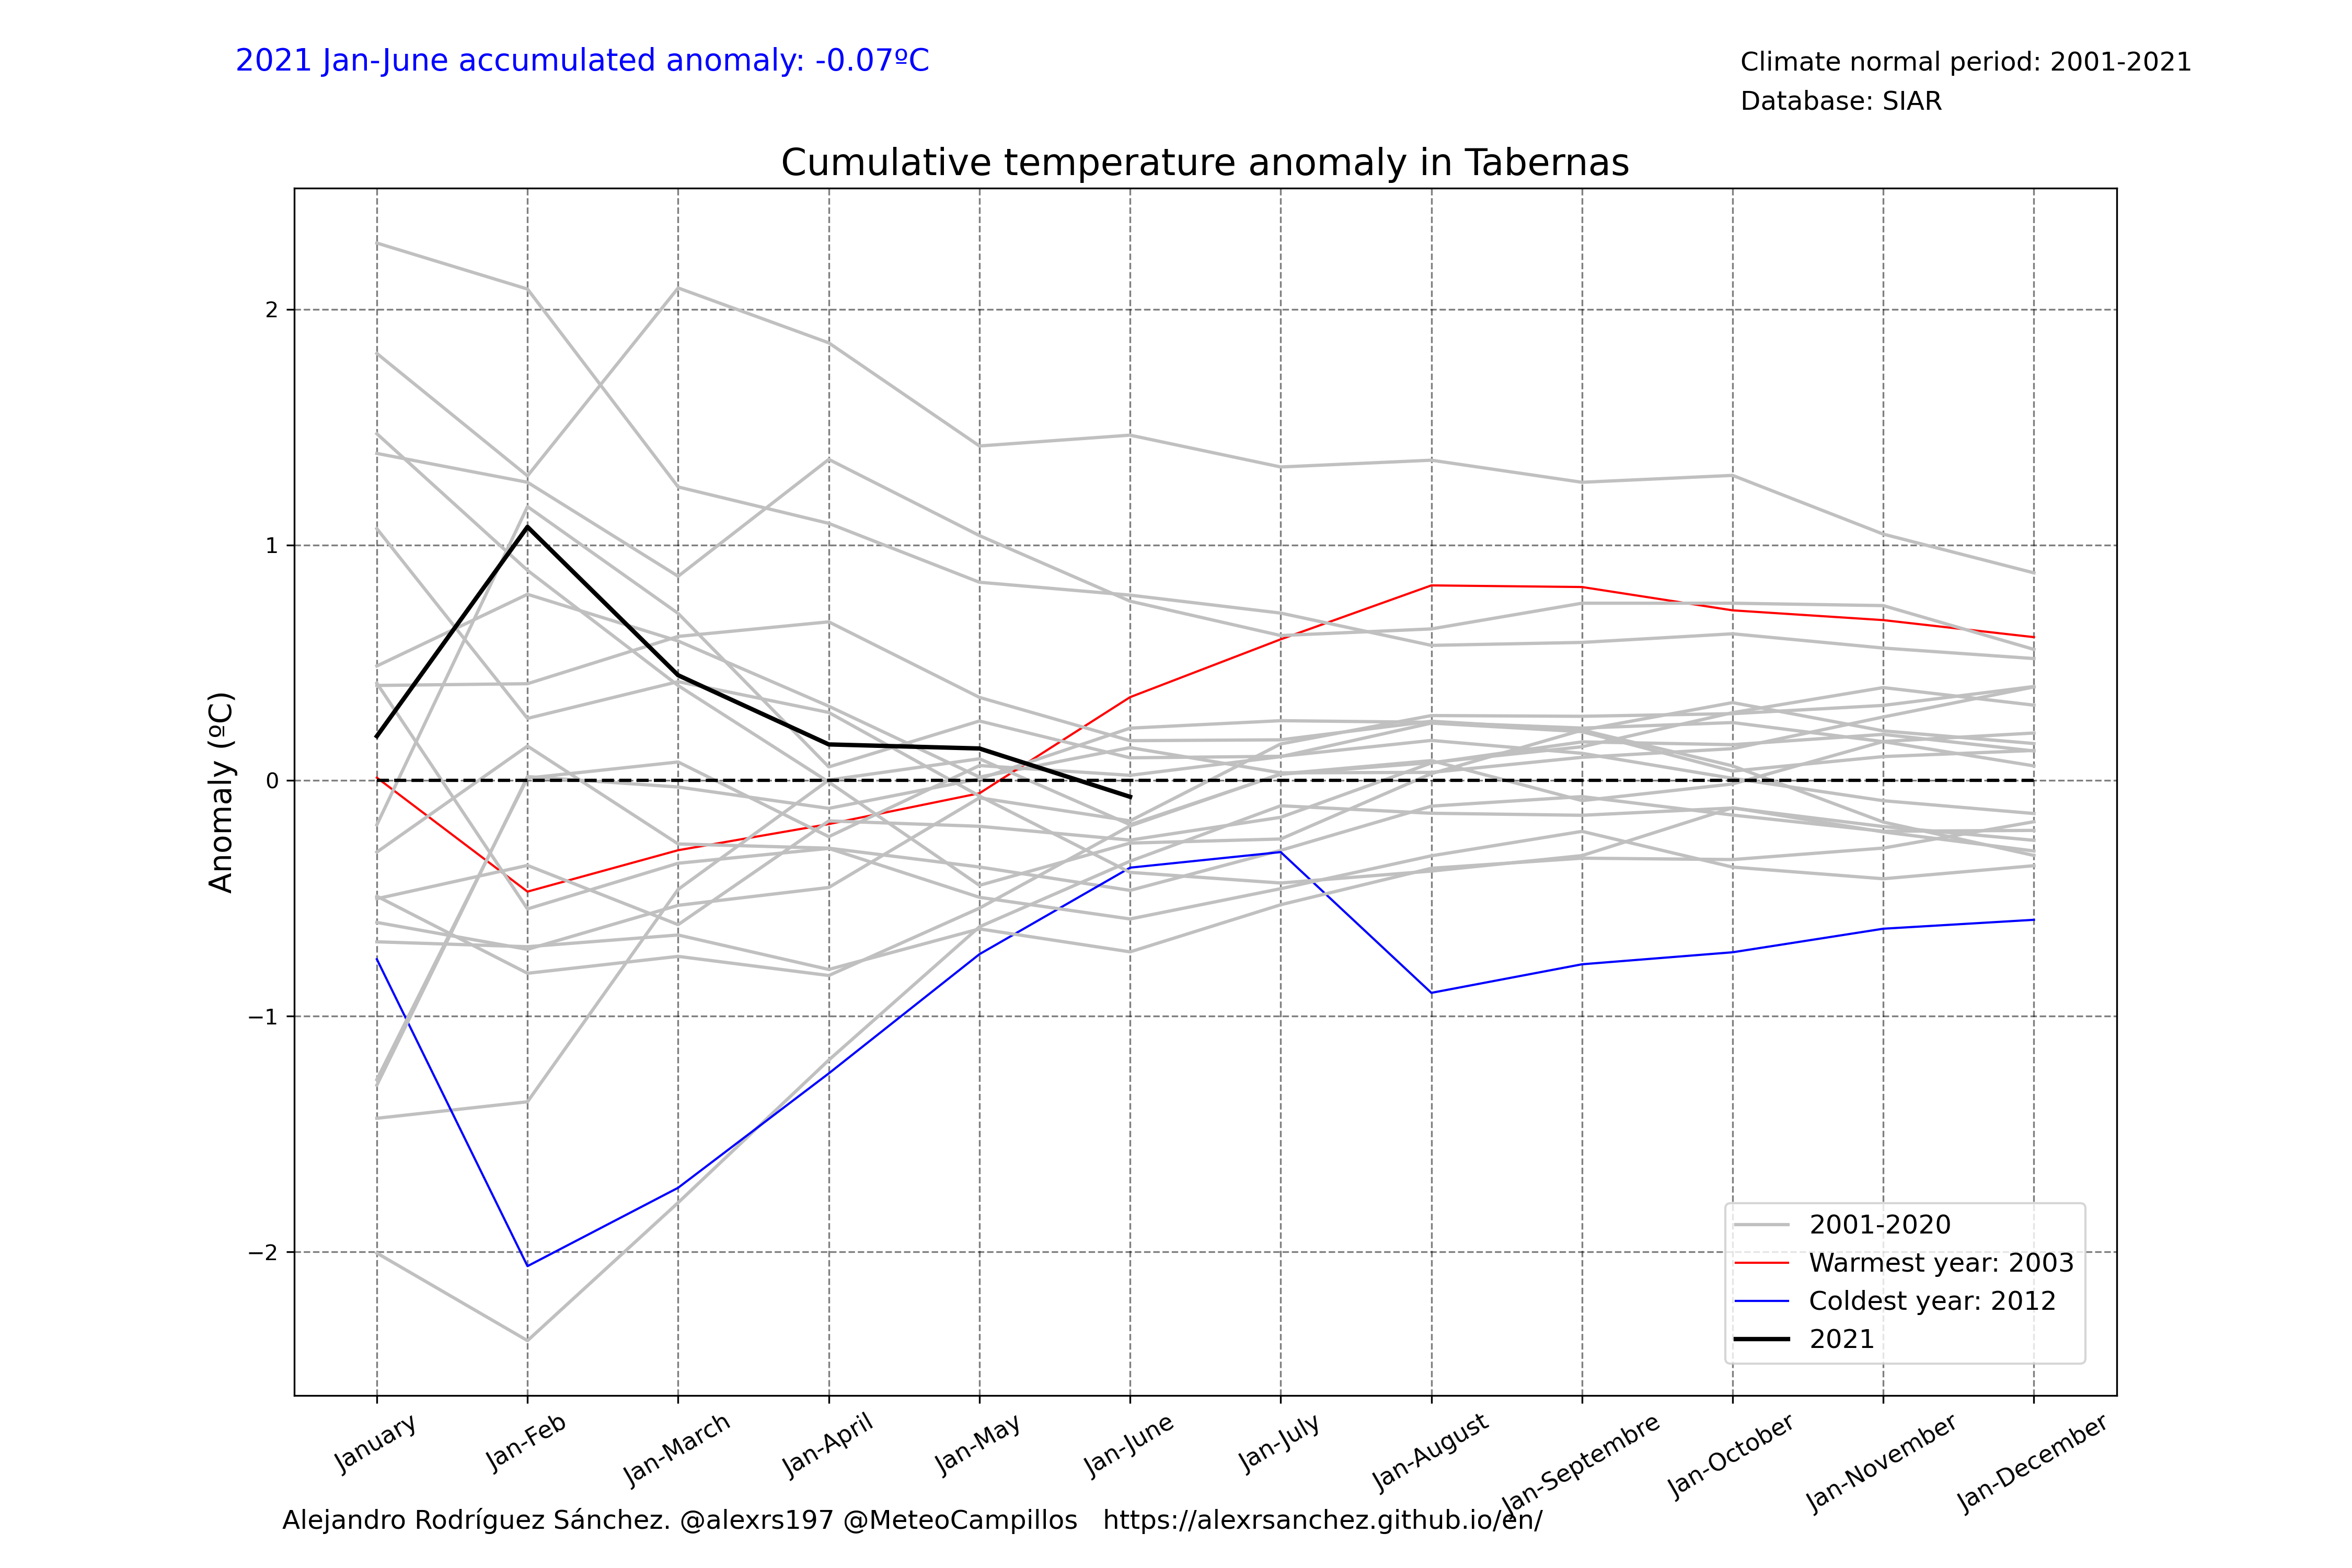 2021 Jan-June accumulated anomaly: -0.07ºC
Climate normal period: 2001-2021
Database: SIAR
Cumulative temperature anomaly in Tabernas
Anomaly (ºC)
2
1
0
−1
−2
2001-2020
Warmest year: 2003
Coldest year: 2012
2021
January
Jan-Feb
Jan-March
Jan-April
Jan-May
Jan-June
Jan-July
Jan-August
Jan-Septembre
Jan-October
Jan-November
Jan-December
Alejandro Rodríguez Sánchez. @alexrs197 @MeteoCampillos   https://alexrsanchez.github.io/en/